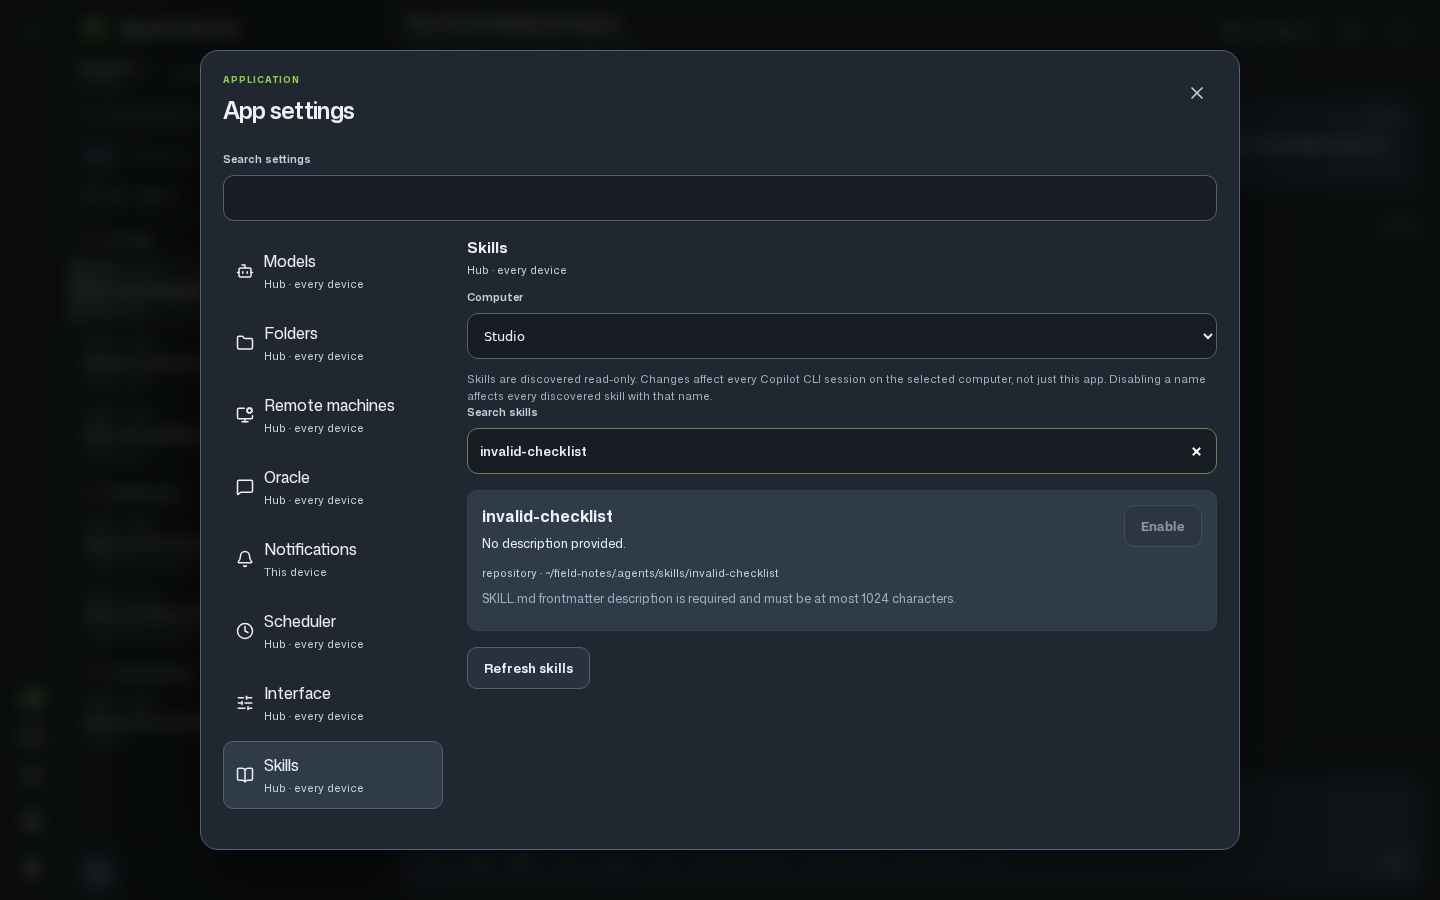 APPLICATION
App settings
Search settings
Models
Hub · every device
Folders
Hub · every device
Remote machines
Hub · every device
Oracle
Hub · every device
Notifications
This device
Scheduler
Hub · every device
Interface
Hub · every device
Skills
Hub · every device
Skills
Hub · every device
Computer
Studio
Skills are discovered read-only. Changes affect every Copilot CLI session on the selected computer, not just this app. Disabling a name
affects every discovered skill with that name.
Search skills
invalid-checklist
invalid-checklist
Enable
No description provided.
repository · ~/field-notes/.agents/skills/invalid-checklist
SKILL.md frontmatter description is required and must be at most 1024 characters.
Refresh skills